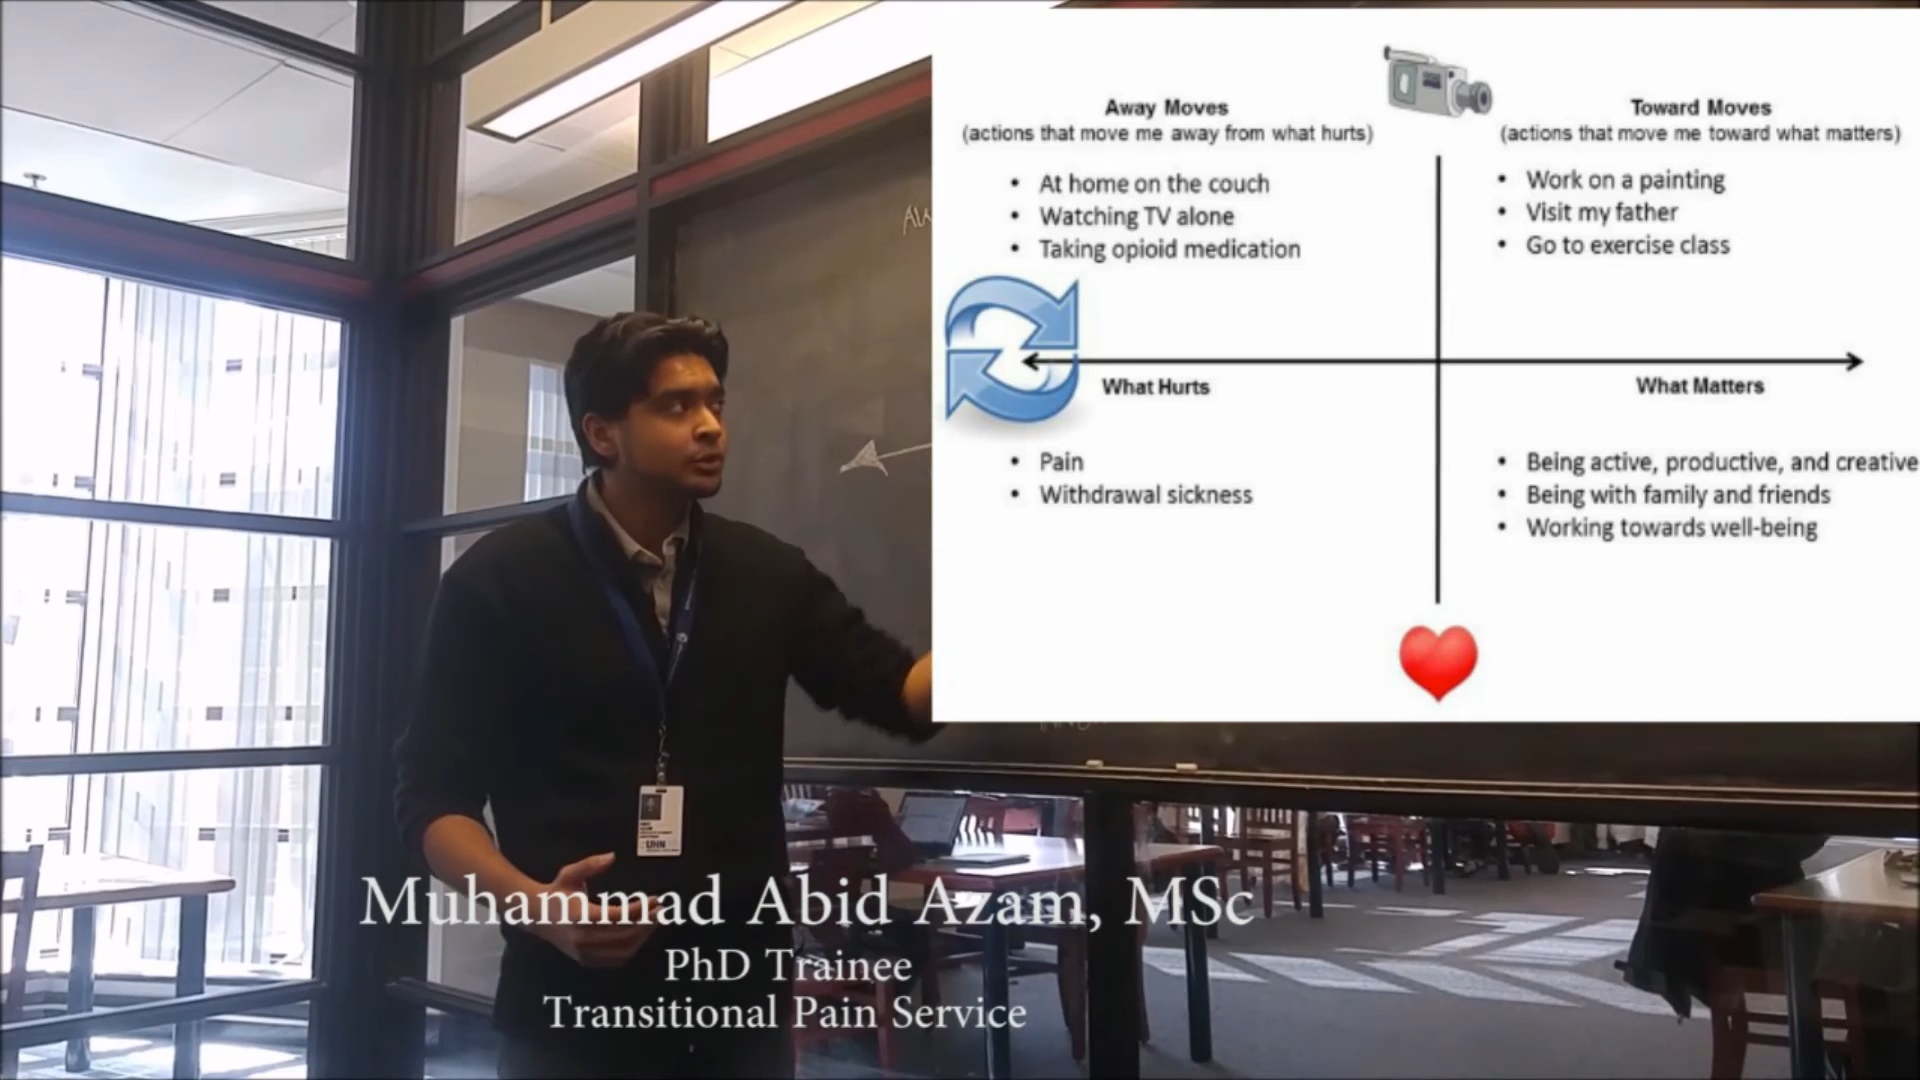 Away Moves
(actions that move me away from what hurts)
• At home on the couch
• Watching TV alone
• Taking opioid medication
Toward Moves
(actions that move me toward what matters)
• Work on a painting
• Visit my father
• Go to exercise class
What Hurts
• Pain
• Withdrawal sickness
What Matters
• Being active, productive, and creative
• Being with family and friends
• Working towards well-being
AW
UHN
Muhammad Abid Azam, MSc
PhD Trainee
Transitional Pain Service